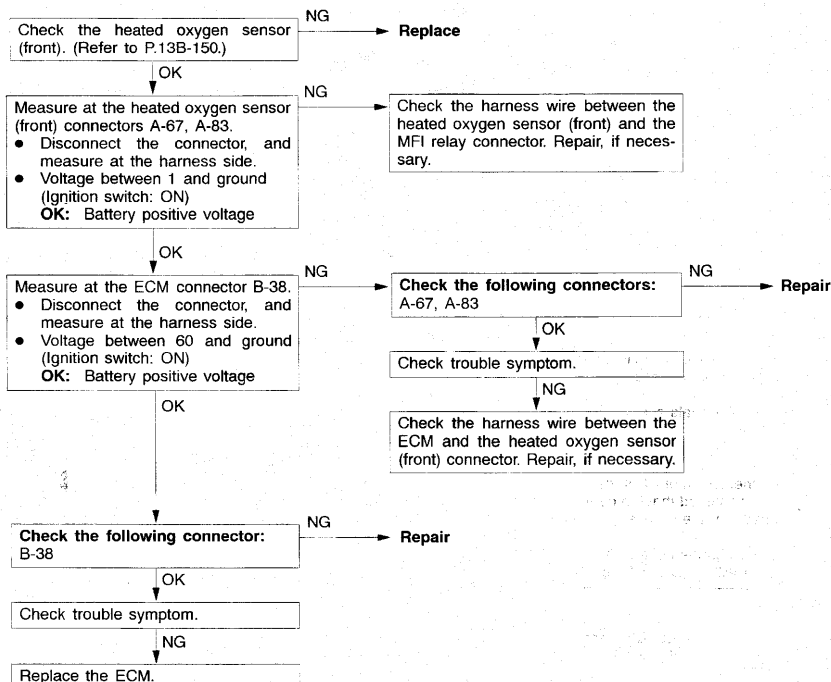 NG
Check the heated oxygen sensor
(front). (Refer to P.13B-150.)
Replace
OK
Measure at the heated oxygen sensor
(front) connectors A-67, A-83.
● Disconnect the connector, and
measure at the harness side.
● Voltage between 1 and ground
(Ignition switch: ON)
OK: Battery positive voltage
NG
Check the harness wire between the
heated oxygen sensor (front) and the
MFI relay connector. Repair, if neces-
sary.
OK
Measure at the ECM connector B-38.
● Disconnect the connector, and
measure at the harness side.
● Voltage between 60 and ground
(Ignition switch: ON)
OK: Battery positive voltage
NG
Check the following connectors:
A-67, A-83
NG
Repair
OK
Check trouble symptom.
NG
Check the harness wire between the
ECM and the heated oxygen sensor
(front) connector. Repair, if necessary.
OK
Check the following connector:
B-38
NG
Repair
OK
Check trouble symptom.
NG
Replace the ECM.